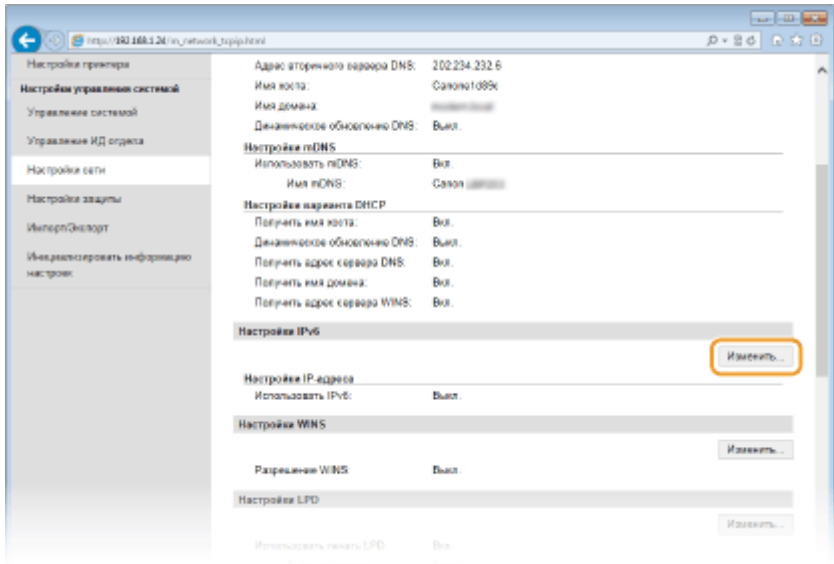 http://192.168.1.24/m_network_tcpip.html
Настройки принтера
Настройки управления системой
Управление системой
Управление ИД отдела
Настройки сети
Настройки защиты
Импорт/Экспорт
Инициализировать информацию
настроек
Адрес вторичного сервера DNS: 202.234.232.6
Имя хоста: Canone1d89c
Имя домена:
Динамическое обновление DNS: Выкл.
Настройки mDNS
Использовать mDNS: Вкл.
Имя mDNS: Canon
Настройки варианта DHCP
Получить имя хоста: Вкл.
Динамическое обновление DNS: Выкл.
Получить адрес сервера DNS: Вкл.
Получить имя домена: Вкл.
Получить адрес сервера WINS: Вкл.
Настройки IPv6
Изменить...
Настройки IP-адреса
Использовать IPv6: Выкл.
Настройки WINS
Изменить...
Разрешение WINS: Выкл.
Настройки LPD
Изменить...
Использовать печать LPD: Вкл.